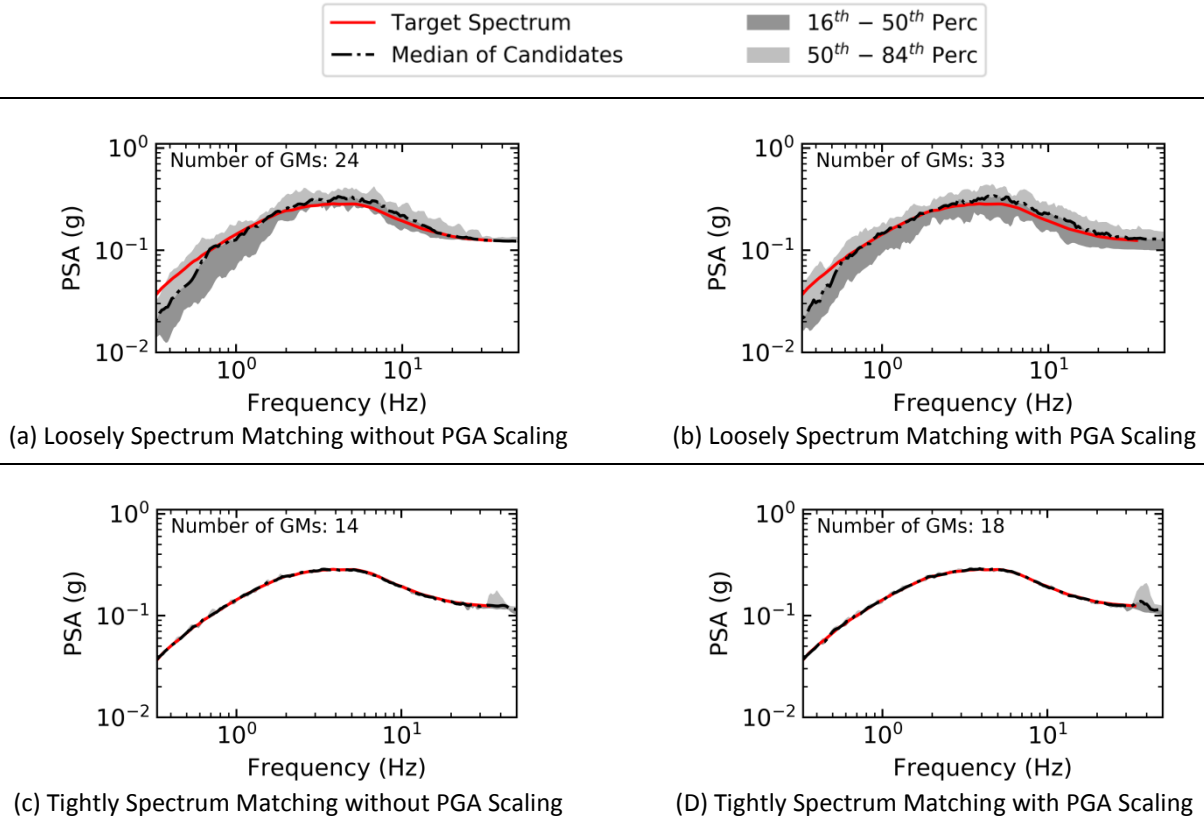 Target Spectrum
Median of Candidates
16th − 50th Perc
50th − 84th Perc
Number of GMs: 24
PSA (g)
10^0
10^-1
10^-2
10^0
10^1
Frequency (Hz)
(a) Loosely Spectrum Matching without PGA Scaling
Number of GMs: 33
PSA (g)
10^0
10^-1
10^-2
10^0
10^1
Frequency (Hz)
(b) Loosely Spectrum Matching with PGA Scaling
Number of GMs: 14
PSA (g)
10^0
10^-1
10^-2
10^0
10^1
Frequency (Hz)
(c) Tightly Spectrum Matching without PGA Scaling
Number of GMs: 18
PSA (g)
10^0
10^-1
10^-2
10^0
10^1
Frequency (Hz)
(D) Tightly Spectrum Matching with PGA Scaling